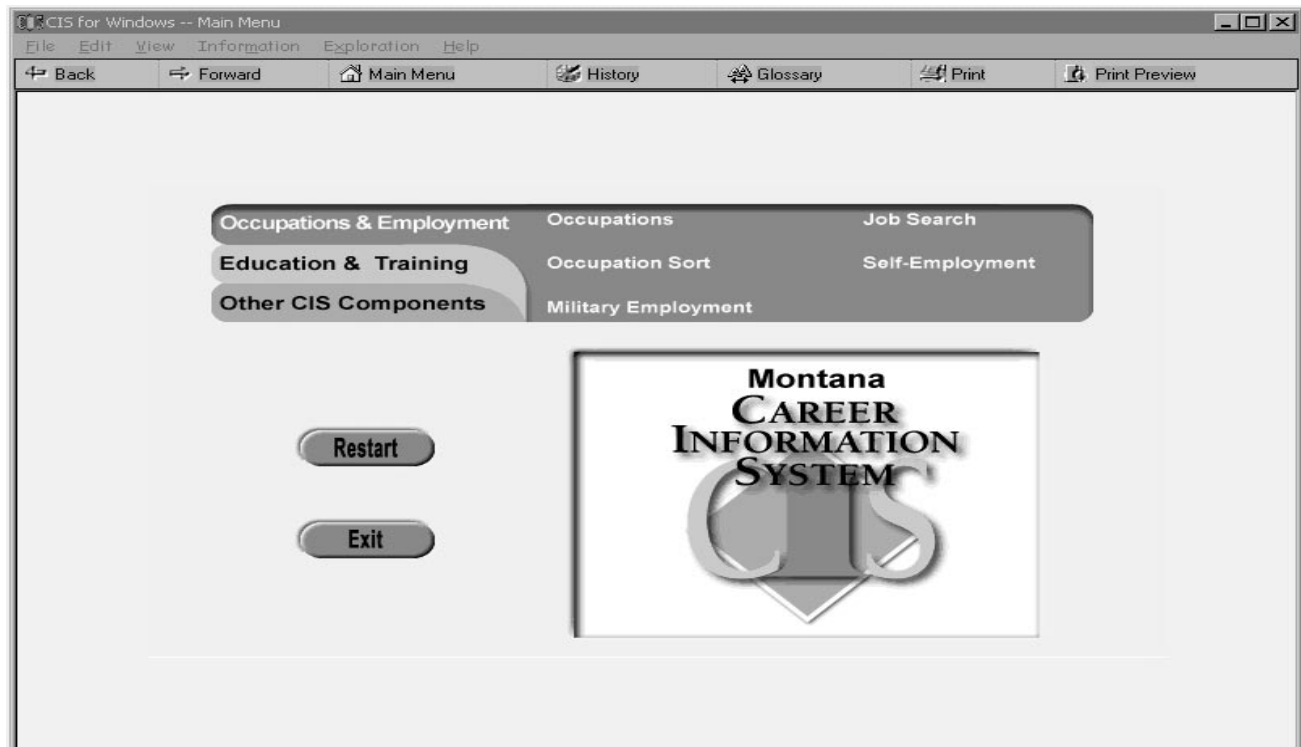 CIS for Windows -- Main Menu
File Edit View Information Exploration Help
Back Forward Main Menu History Glossary Print Print Preview
Occupations & Employment Occupations Job Search
Education & Training Occupation Sort Self-Employment
Other CIS Components Military Employment
Restart
Exit
Montana
CAREER
INFORMATION
SYSTEM
CIS